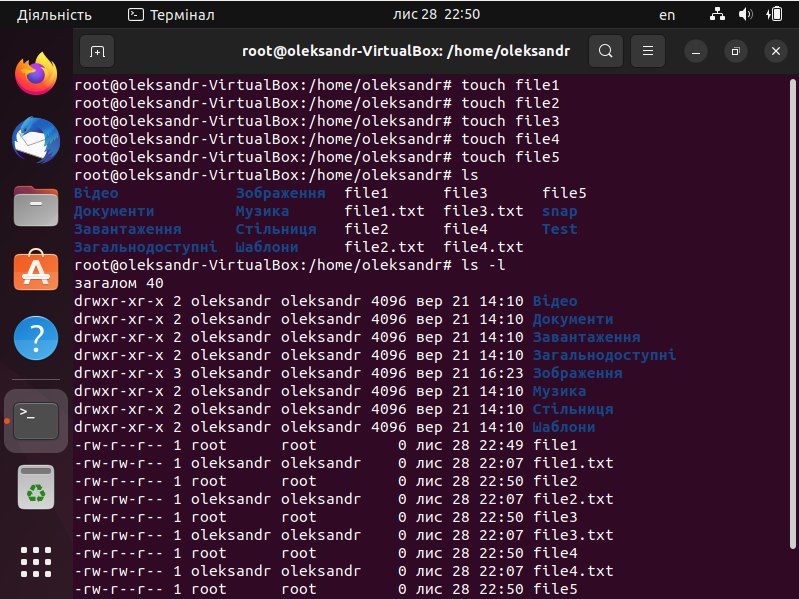 Діяльність Термінал лис 28 22:50 en
root@oleksandr-VirtualBox: /home/oleksandr
root@oleksandr-VirtualBox:/home/oleksandr# touch file1
root@oleksandr-VirtualBox:/home/oleksandr# touch file2
root@oleksandr-VirtualBox:/home/oleksandr# touch file3
root@oleksandr-VirtualBox:/home/oleksandr# touch file4
root@oleksandr-VirtualBox:/home/oleksandr# touch file5
root@oleksandr-VirtualBox:/home/oleksandr# ls
Відео Зображення file1 file3 file5
Документи Музика file1.txt file3.txt snap
Завантаження Стільниця file2 file4 Test
Загальнодоступні Шаблони file2.txt file4.txt
root@oleksandr-VirtualBox:/home/oleksandr# ls -l
загалом 40
drwxr-xr-x 2 oleksandr oleksandr 4096 вер 21 14:10 Відео
drwxr-xr-x 2 oleksandr oleksandr 4096 вер 21 14:10 Документи
drwxr-xr-x 2 oleksandr oleksandr 4096 вер 21 14:10 Завантаження
drwxr-xr-x 2 oleksandr oleksandr 4096 вер 21 14:10 Загальнодоступні
drwxr-xr-x 3 oleksandr oleksandr 4096 вер 21 16:23 Зображення
drwxr-xr-x 2 oleksandr oleksandr 4096 вер 21 14:10 Музика
drwxr-xr-x 2 oleksandr oleksandr 4096 вер 21 14:10 Стільниця
drwxr-xr-x 2 oleksandr oleksandr 4096 вер 21 14:10 Шаблони
-rw-r--r-- 1 root root 0 лис 28 22:49 file1
-rw-rw-r-- 1 oleksandr oleksandr 0 лис 28 22:07 file1.txt
-rw-r--r-- 1 root root 0 лис 28 22:50 file2
-rw-rw-r-- 1 oleksandr oleksandr 0 лис 28 22:07 file2.txt
-rw-r--r-- 1 root root 0 лис 28 22:50 file3
-rw-rw-r-- 1 oleksandr oleksandr 0 лис 28 22:07 file3.txt
-rw-r--r-- 1 root root 0 лис 28 22:50 file4
-rw-rw-r-- 1 oleksandr oleksandr 0 лис 28 22:07 file4.txt
-rw-r--r-- 1 root root 0 лис 28 22:50 file5